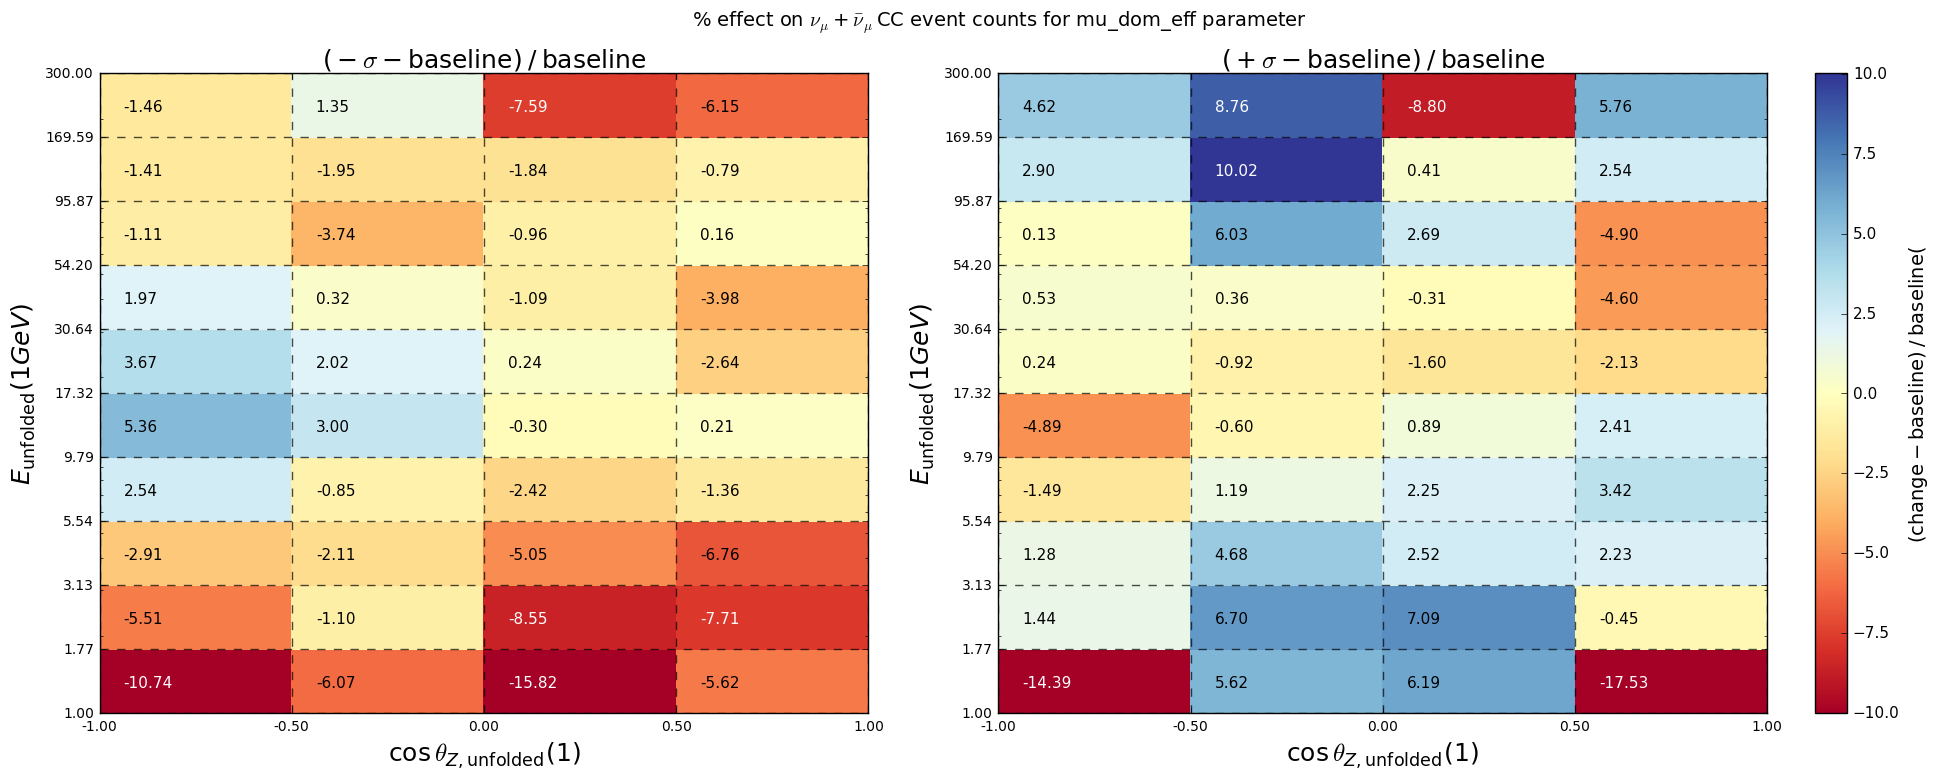 % effect on ν_μ + ν̄_μ CC event counts for mu_dom_eff parameter
( − σ − baseline) / baseline
300.00
169.59
95.87
54.20
30.64
17.32
9.79
5.54
3.13
1.77
1.00
E_unfolded (1GeV)
-1.46 1.35 -7.59 -6.15
-1.41 -1.95 -1.84 -0.79
-1.11 -3.74 -0.96 0.16
1.97 0.32 -1.09 -3.98
3.67 2.02 0.24 -2.64
5.36 3.00 -0.30 0.21
2.54 -0.85 -2.42 -1.36
-2.91 -2.11 -5.05 -6.76
-5.51 -1.10 -8.55 -7.71
-10.74 -6.07 -15.82 -5.62
-1.00 -0.50 0.00 0.50 1.00
cos θ_Z, unfolded (1)
( + σ − baseline) / baseline
300.00
169.59
95.87
54.20
30.64
17.32
9.79
5.54
3.13
1.77
1.00
E_unfolded (1GeV)
4.62 8.76 -8.80 5.76
2.90 10.02 0.41 2.54
0.13 6.03 2.69 -4.90
0.53 0.36 -0.31 -4.60
0.24 -0.92 -1.60 -2.13
-4.89 -0.60 0.89 2.41
-1.49 1.19 2.25 3.42
1.28 4.68 2.52 2.23
1.44 6.70 7.09 -0.45
-14.39 5.62 6.19 -17.53
-1.00 -0.50 0.00 0.50 1.00
cos θ_Z, unfolded (1)
10.0
7.5
5.0
2.5
0.0
−2.5
−5.0
−7.5
−10.0
(change − baseline) / baseline(